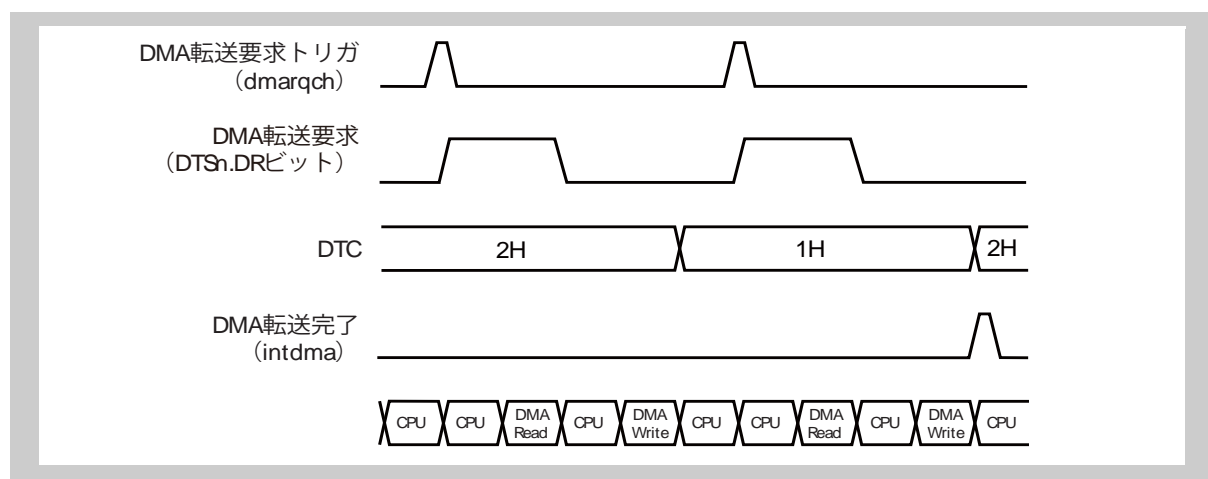 DMA転送要求トリガ
（dmarqch）
DMA転送要求
（DTSn.DRビット）
DTC 2H 1H 2H
DMA転送完了
（intdma）
CPU CPU DMA Read CPU DMA Write CPU CPU DMA Read CPU DMA Write CPU